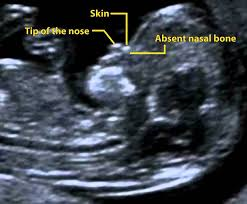 Skin
Tip of the nose
Absent nasal bone